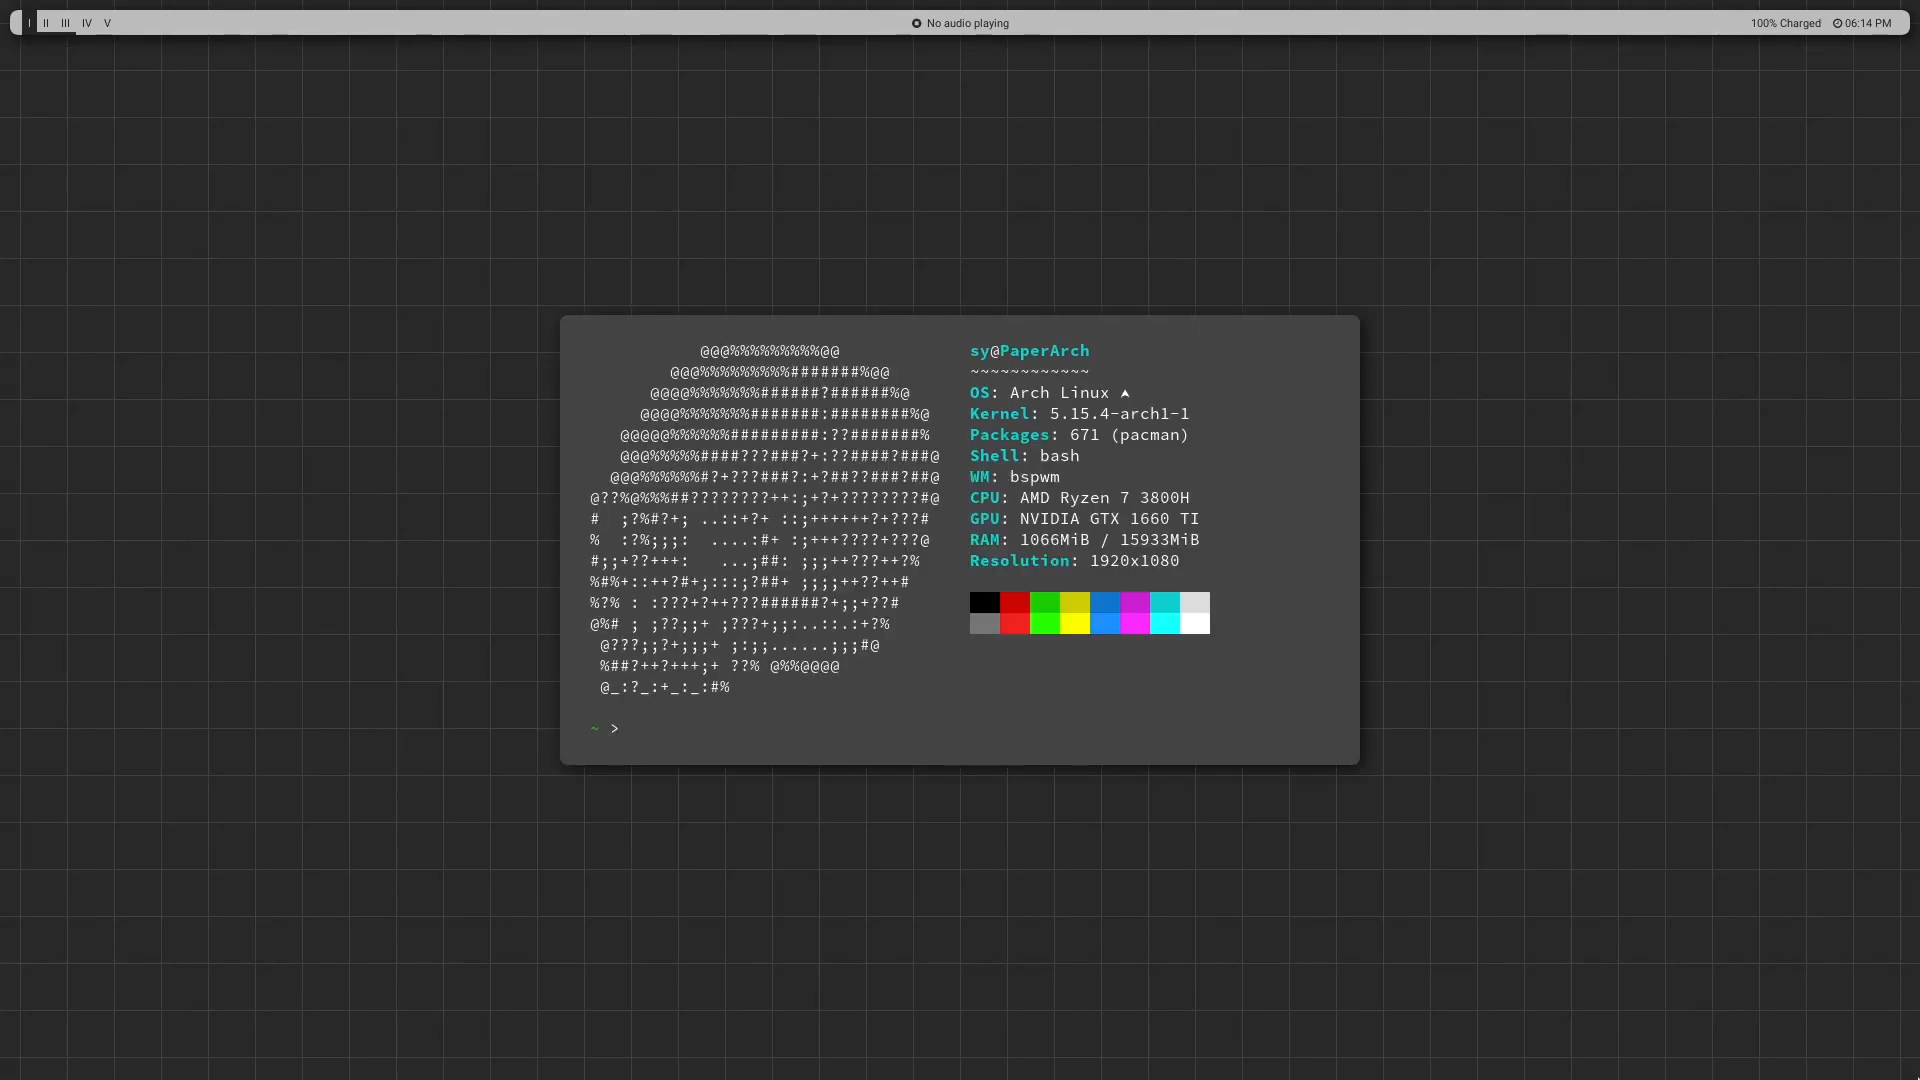 I II III IV V
No audio playing
100% Charged 06:14 PM
@@@%%%%%%%%%@@
@@@%%%%%%%%%#######%@@
@@@@%%%%%%%######?######%@
@@@@%%%%%%%#######:########%@
@@@@@%%%%%%#########:??#######%
@@@%%%%%####???###?+:??####?###@
@@@%%%%%%#?+???###?:+?##??###?##@
@??%@%%%##????????++:;+?+????????#@
#  ;?%#?+; ..::+?+ ::;++++++?+???#
%  :?%;;;:  ....:#+ :;+++????+???@
#;;+??+++:   ...;##: ;;;++???++?%
%#%+::++?#+;:::;?##+ ;;;;++??++#
%?% : :???+?++???######?+;;+??#
@%# ; ;??;;+ ;???+;;:..::.:+?%
@???;;?+;;;+ ;:;;......;;;#@
%##?++?+++;+ ??% @%%@@@@
@_:?_:+_:_:#%
sy@PaperArch
~~~~~~~~~~~~
OS: Arch Linux
Kernel: 5.15.4-arch1-1
Packages: 671 (pacman)
Shell: bash
WM: bspwm
CPU: AMD Ryzen 7 3800H
GPU: NVIDIA GTX 1660 TI
RAM: 1066MiB / 15933MiB
Resolution: 1920x1080
~ >